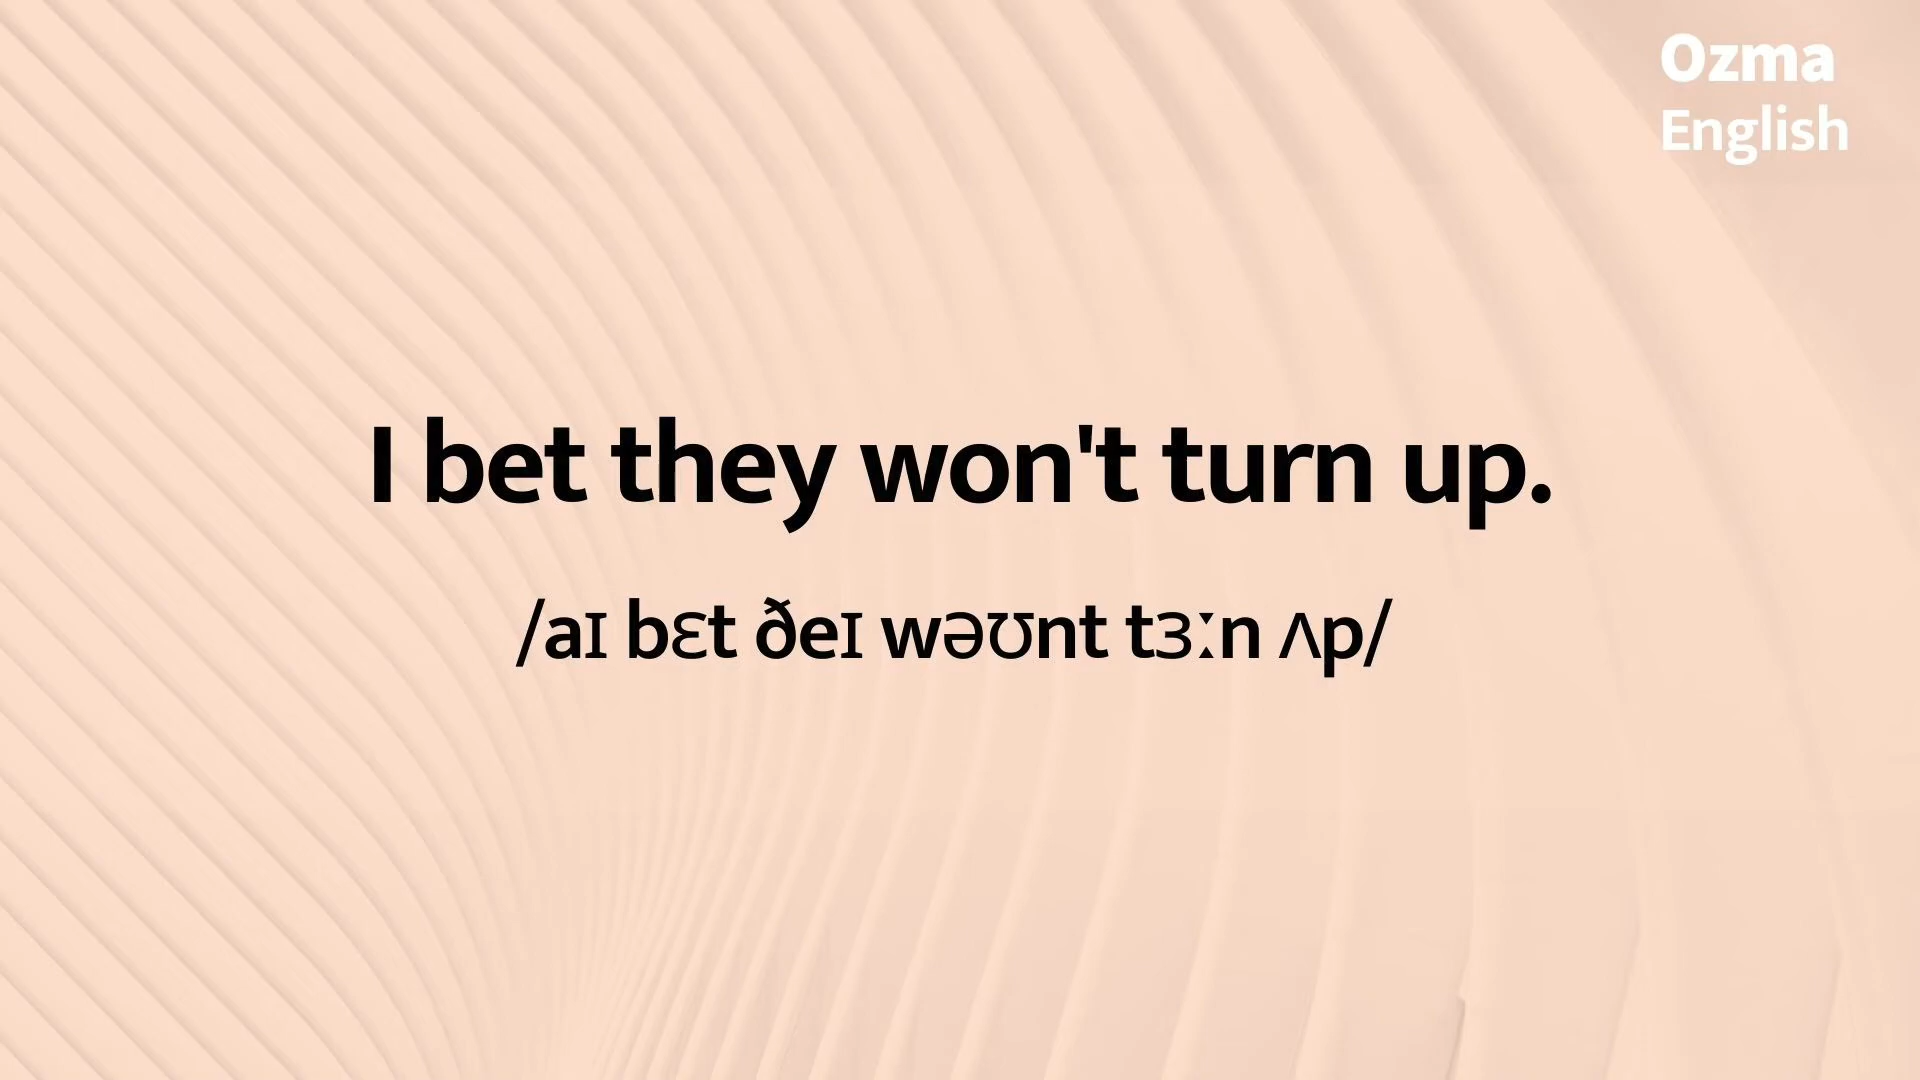 Ozma
English
I bet they won't turn up.
/aɪ bɛt ðeɪ wəʊnt tɜːn ʌp/